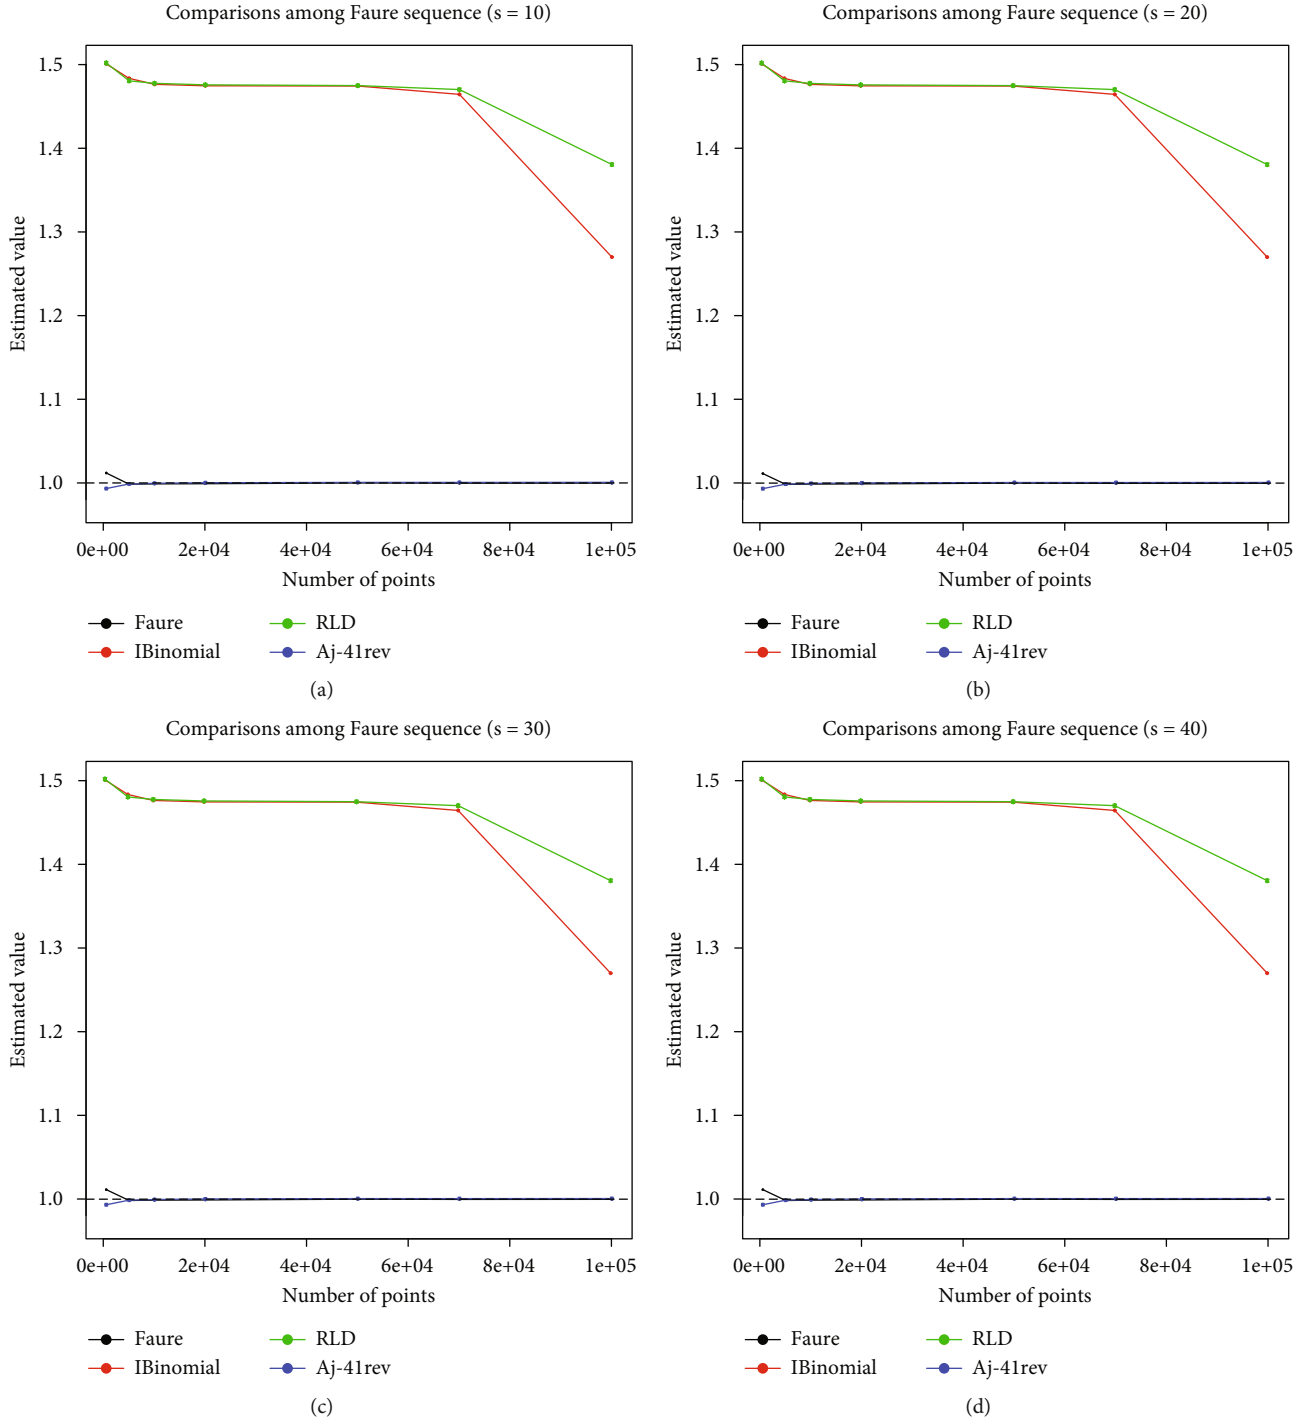 Comparisons among Faure sequence (s = 10)
Estimated value
1.5
1.4
1.3
1.2
1.1
1.0
0e+00 2e+04 4e+04 6e+04 8e+04 1e+05
Number of points
Faure RLD
IBinomial Aj-41rev
(a)
Comparisons among Faure sequence (s = 20)
Estimated value
1.5
1.4
1.3
1.2
1.1
1.0
0e+00 2e+04 4e+04 6e+04 8e+04 1e+05
Number of points
Faure RLD
IBinomial Aj-41rev
(b)
Comparisons among Faure sequence (s = 30)
Estimated value
1.5
1.4
1.3
1.2
1.1
1.0
0e+00 2e+04 4e+04 6e+04 8e+04 1e+05
Number of points
Faure RLD
IBinomial Aj-41rev
(c)
Comparisons among Faure sequence (s = 40)
Estimated value
1.5
1.4
1.3
1.2
1.1
1.0
0e+00 2e+04 4e+04 6e+04 8e+04 1e+05
Number of points
Faure RLD
IBinomial Aj-41rev
(d)